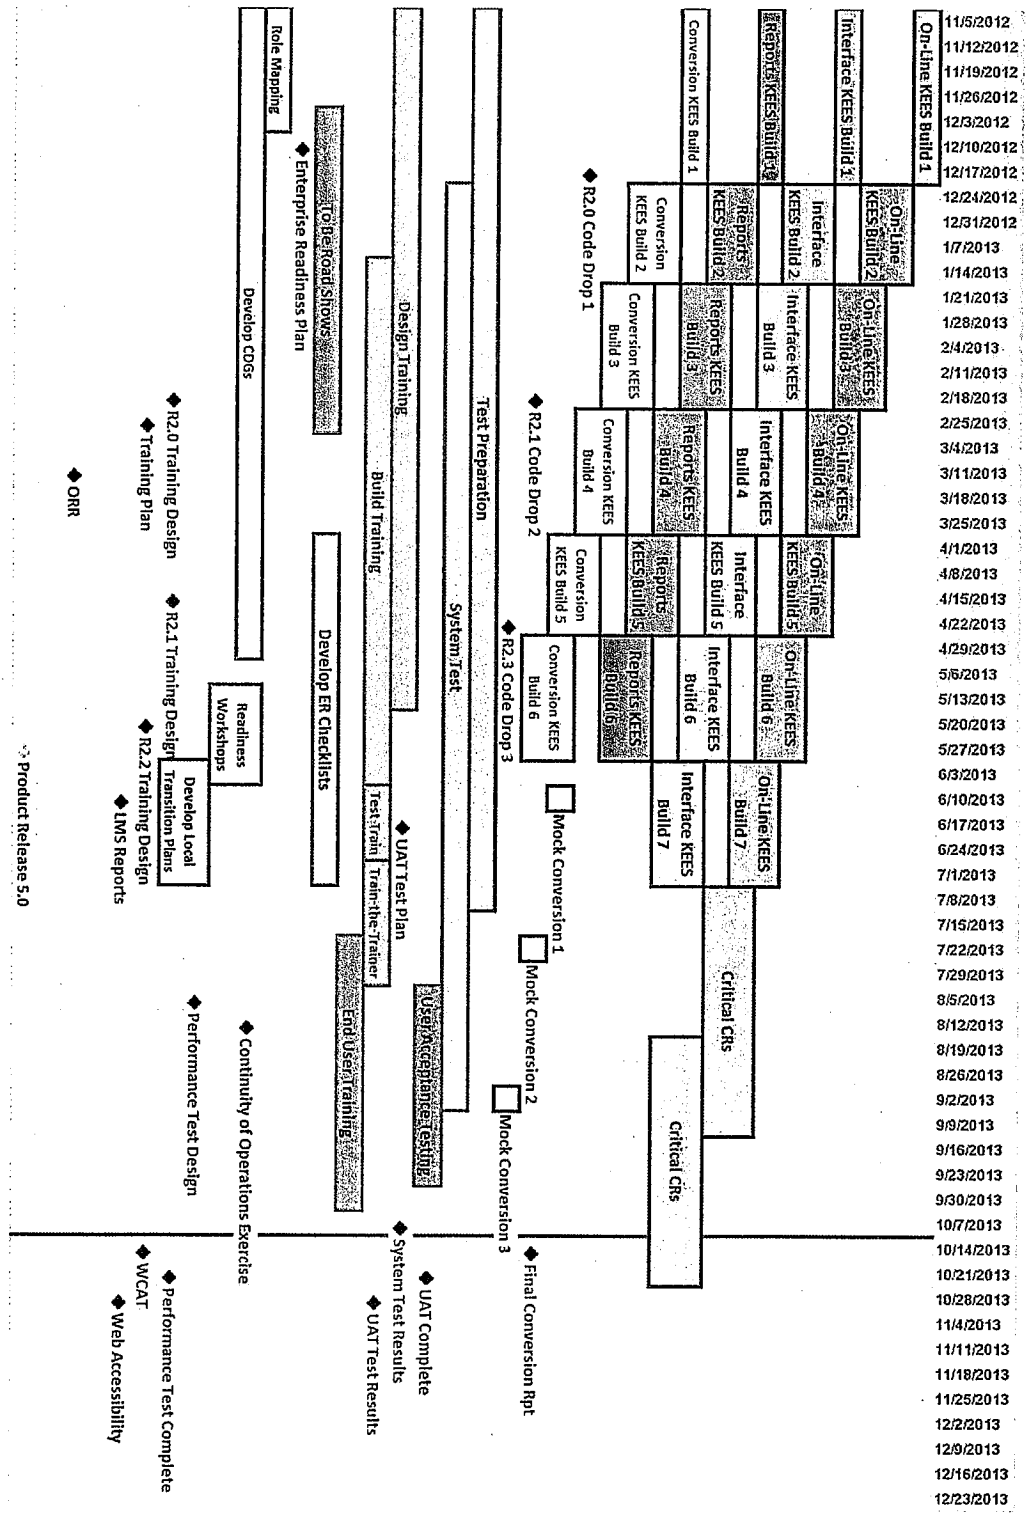 11/5/2012
11/12/2012
11/19/2012
11/26/2012
12/3/2012
12/10/2012
12/17/2012
12/24/2012
12/31/2012
1/7/2013
1/14/2013
1/21/2013
1/28/2013
2/4/2013
2/11/2013
2/18/2013
2/25/2013
3/4/2013
3/11/2013
3/18/2013
3/25/2013
4/1/2013
4/8/2013
4/15/2013
4/22/2013
4/29/2013
5/6/2013
5/13/2013
5/20/2013
5/27/2013
6/3/2013
6/10/2013
6/17/2013
6/24/2013
7/1/2013
7/8/2013
7/15/2013
7/22/2013
7/29/2013
8/5/2013
8/12/2013
8/19/2013
8/26/2013
9/2/2013
9/9/2013
9/16/2013
9/23/2013
9/30/2013
10/7/2013
10/14/2013
10/21/2013
10/28/2013
11/4/2013
11/11/2013
11/18/2013
11/25/2013
12/2/2013
12/9/2013
12/16/2013
12/23/2013
On-Line KEES Build 1
On-Line
KEES Build 2
On-Line KEES
Build 3
On-Line KEES
Build 4
On-Line
KEES Build 5
On-Line KEES
Build 6
On-Line KEES
Build 7
Critical CRs
Interface KEES Build 1
Interface
KEES Build 2
Interface KEES
Build 3
Interface KEES
Build 4
Interface
KEES Build 5
Interface KEES
Build 6
Interface KEES
Build 7
Critical CRs
Reports KEES Build 1
Reports
KEES Build 2
Reports KEES
Build 3
Reports KEES
Build 4
Reports
KEES Build 5
Reports KEES
Build 6
Conversion KEES Build 1
Conversion
KEES Build 2
Conversion KEES
Build 3
Conversion KEES
Build 4
Conversion
KEES Build 5
Conversion KEES
Build 6
R2.0 Code Drop 1
R2.1 Code Drop 2
R2.3 Code Drop 3
Mock Conversion 1
Mock Conversion 2
Mock Conversion 3
Final Conversion Rpt
Test Preparation
System Test
User Acceptance Testing
UAT Complete
Design Training
UAT Test Plan
System Test Results
Build Training
Test Train
Train-the-Trainer
UAT Test Results
To Be Road Shows
Develop ER Checklists
End User Training
Enterprise Readiness Plan
Role Mapping
Develop CDGs
Continuity of Operations Exercise
Readiness
Workshops
Performance Test Design
Develop Local
Transition Plans
R2.0 Training Design
R2.1 Training Design
Performance Test Complete
Training Plan
R2.2 Training Design
WCAT
LMS Reports
Web Accessibility
ORR
Product Release 5.0